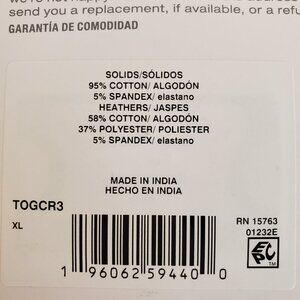 send you a replacement, if available, or a refu
GARANTÍA DE COMODIDAD
SOLIDS/SÓLIDOS
95% COTTON/ ALGODÓN
5% SPANDEX/ elastano
HEATHERS/ JASPES
58% COTTON/ ALGODÓN
37% POLYESTER/ POLIESTER
5% SPANDEX/ elastano
MADE IN INDIA
HECHO EN INDIA
TOGCR3
XL
RN 15763
01232E
EPC
TM
1 96062 59440 0